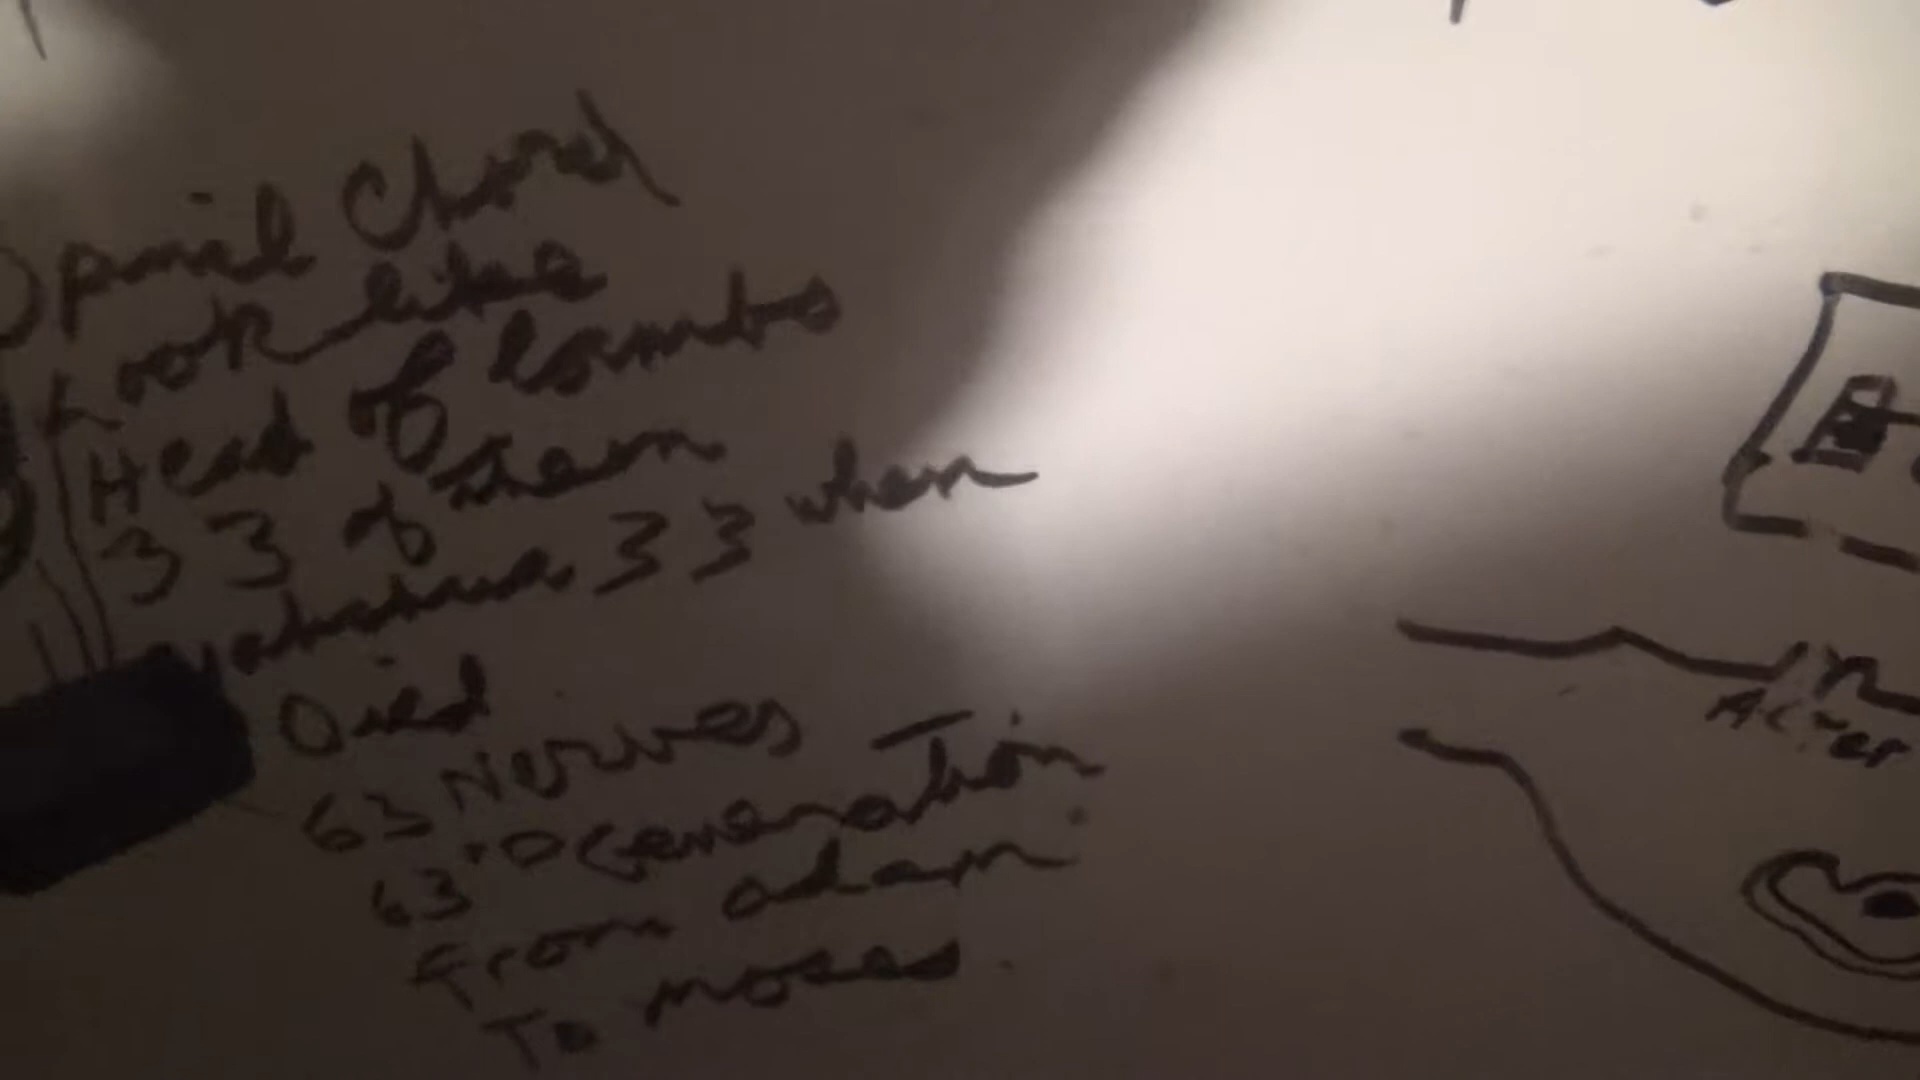 Spinal Chord
Look like
Head of lambs
33 of them
Yahshua 33 when
Died
63 Nerves
63 Generation
From adam
To moses.